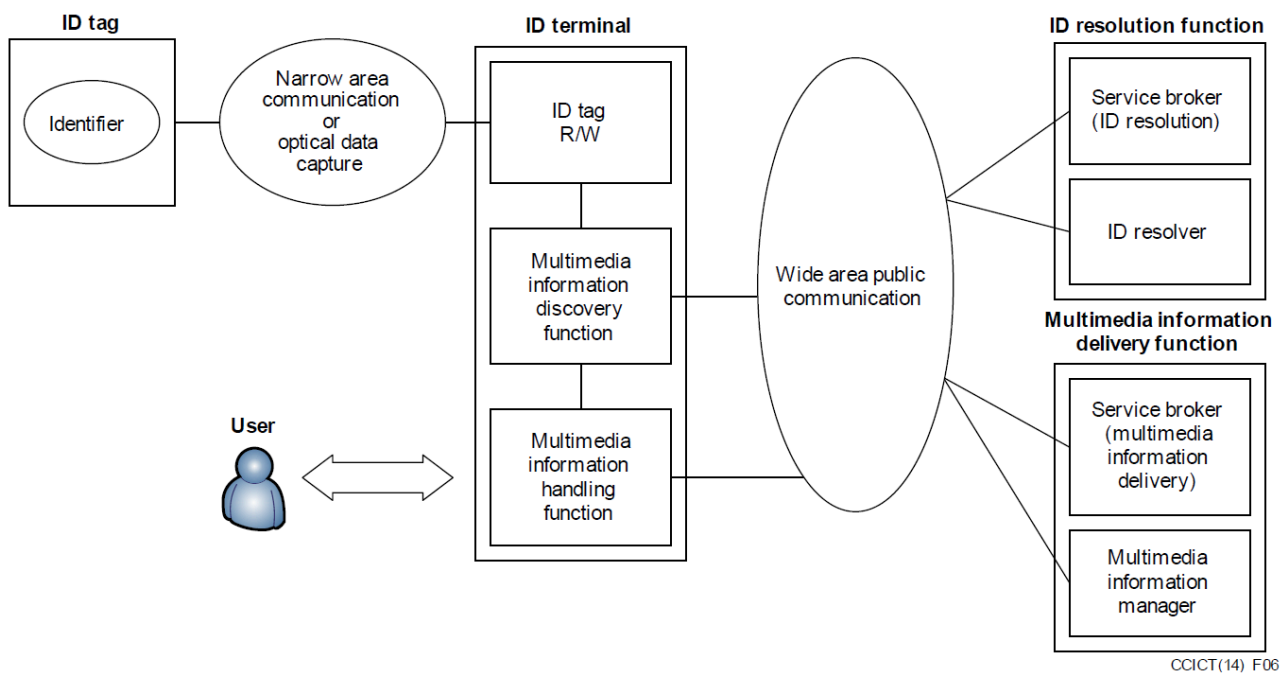 ID tag
Identifier
Narrow area
communication
or
optical data
capture
ID terminal
ID tag
R/W
Multimedia
information
discovery
function
Multimedia
information
handling
function
User
Wide area public
communication
ID resolution function
Service broker
(ID resolution)
ID resolver
Multimedia information
delivery function
Service broker
(multimedia
information
delivery)
Multimedia
information
manager
CCICT(14) F06